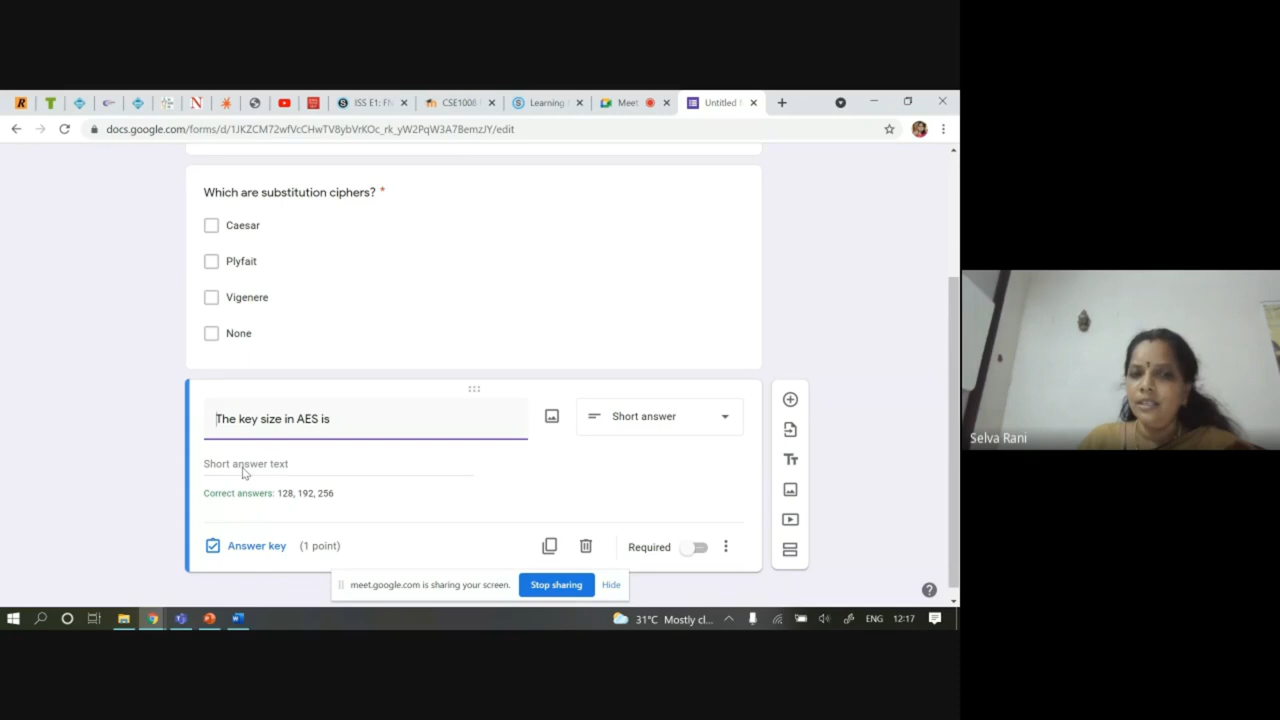 ISS E1: FN
CSE1008
Learning
Meet
Untitled
docs.google.com/forms/d/1JKZCM72wfVcCHwTV8ybVrKOc_rk_yW2PqW3A7BemzJY/edit
Which are substitution ciphers? *
Caesar
Plyfait
Vigenere
None
The key size in AES is
Short answer
Short answer text
Correct answers: 128, 192, 256
Answer key (1 point)
Required
meet.google.com is sharing your screen.
Stop sharing
Hide
31°C Mostly cl...
ENG
12:17
Selva Rani